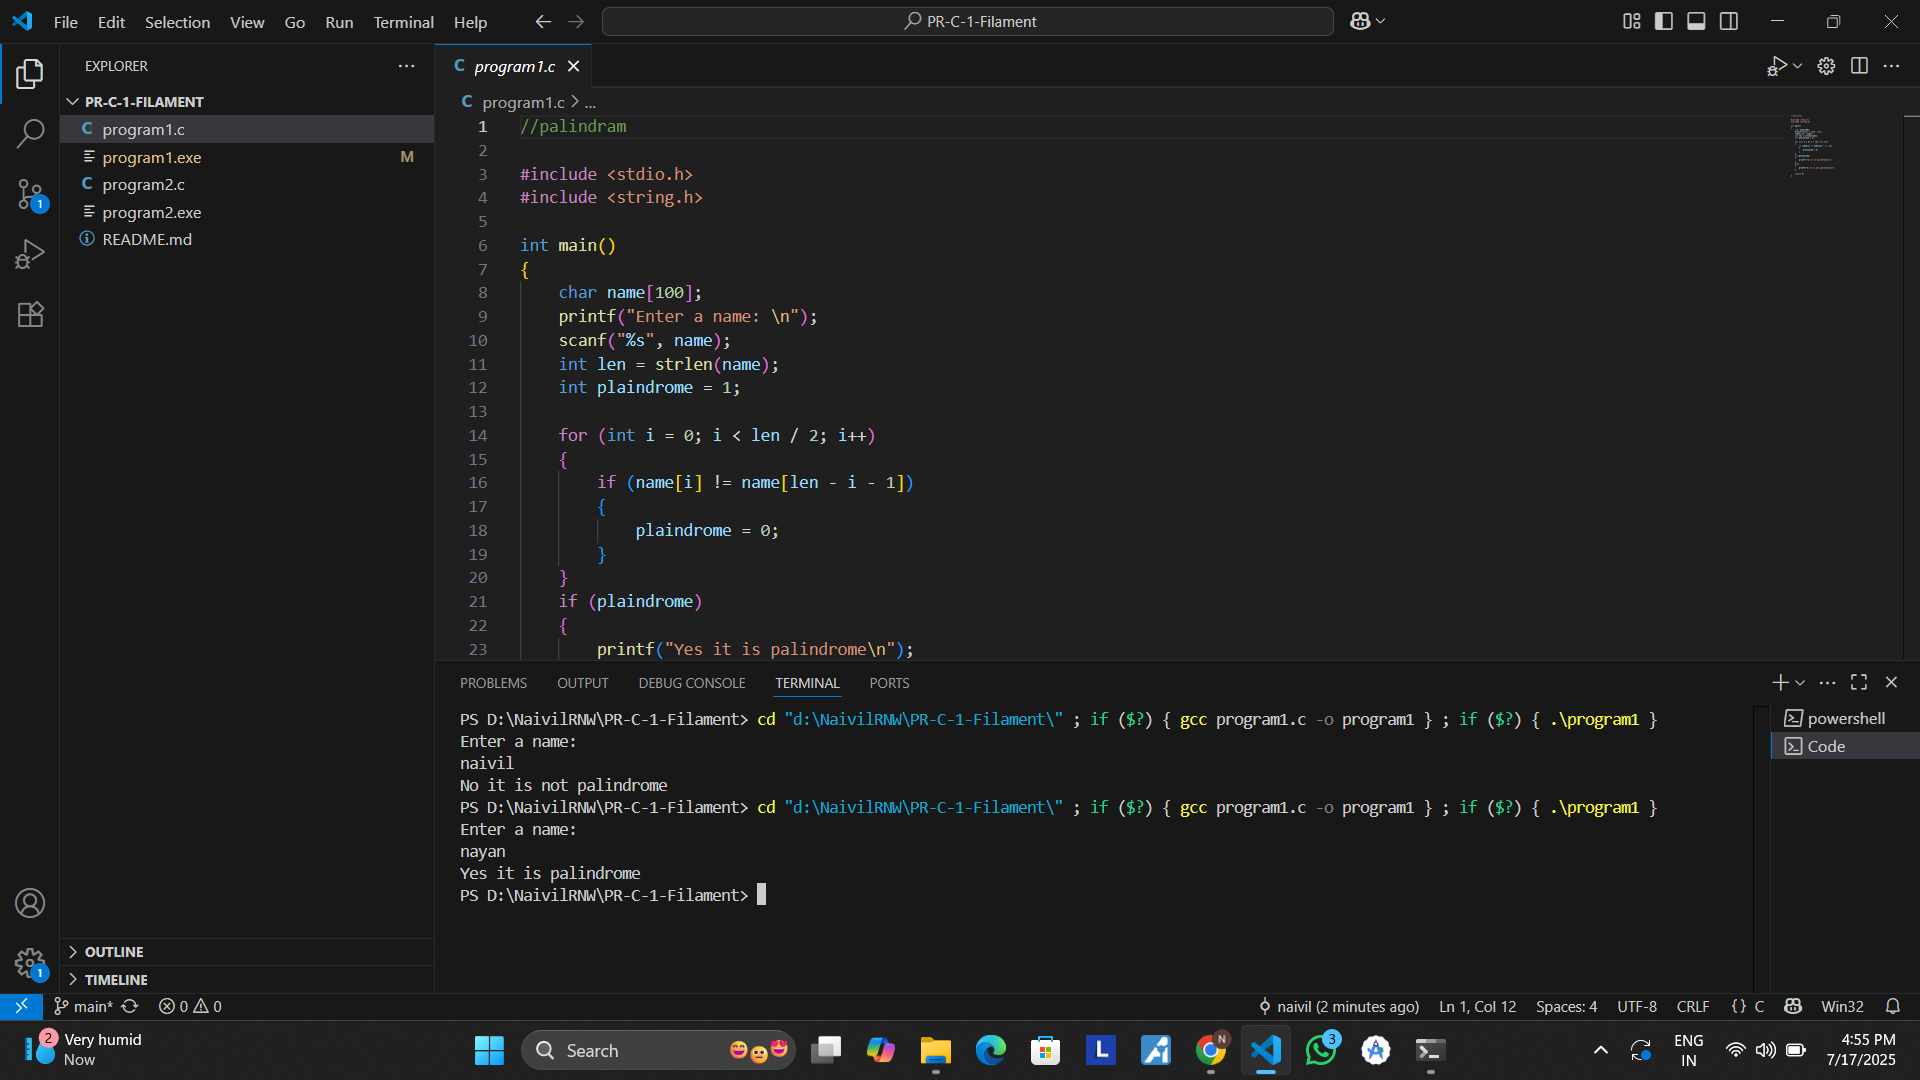 File Edit Selection View Go Run Terminal Help
PR-C-1-Filament
EXPLORER
PR-C-1-FILAMENT
C program1.c
program1.exe M
C program2.c
program2.exe
README.md
1
OUTLINE
TIMELINE
1
C program1.c
C program1.c > ...
1 //palindram
2
3 #include <stdio.h>
4 #include <string.h>
5
6 int main()
7 {
8 char name[100];
9 printf("Enter a name: \n");
10 scanf("%s", name);
11 int len = strlen(name);
12 int plaindrome = 1;
13
14 for (int i = 0; i < len / 2; i++)
15 {
16 if (name[i] != name[len - i - 1])
17 {
18 plaindrome = 0;
19 }
20 }
21 if (plaindrome)
22 {
23 printf("Yes it is palindrome\n");
PROBLEMS OUTPUT DEBUG CONSOLE TERMINAL PORTS
PS D:\NaivilRNW\PR-C-1-Filament> cd "d:\NaivilRNW\PR-C-1-Filament\" ; if ($?) { gcc program1.c -o program1 } ; if ($?) { .\program1 }
Enter a name:
naivil
No it is not palindrome
PS D:\NaivilRNW\PR-C-1-Filament> cd "d:\NaivilRNW\PR-C-1-Filament\" ; if ($?) { gcc program1.c -o program1 } ; if ($?) { .\program1 }
Enter a name:
nayan
Yes it is palindrome
PS D:\NaivilRNW\PR-C-1-Filament>
powershell
Code
main* 0 0 naivil (2 minutes ago) Ln 1, Col 12 Spaces: 4 UTF-8 CRLF {} C Win32
2
Very humid
Now
Search
L
N
3
ENG
IN
4:55 PM
7/17/2025